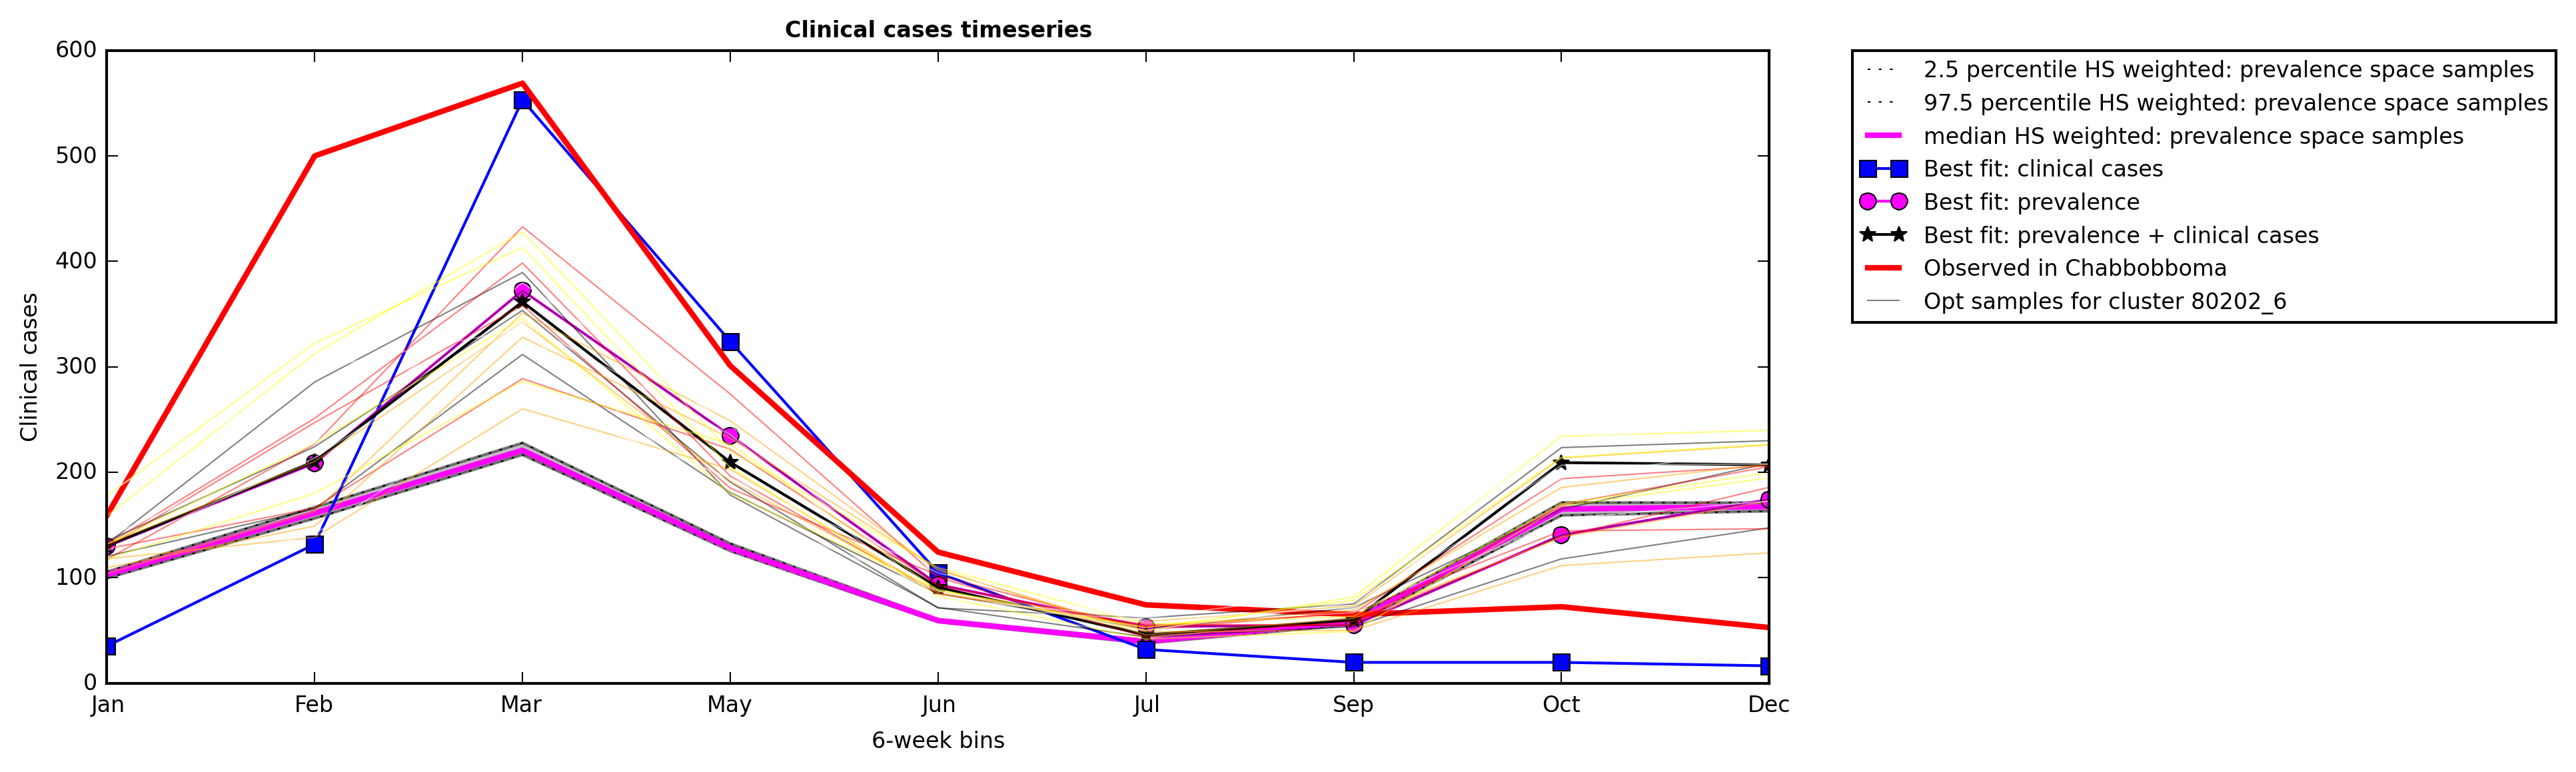 Clinical cases timeseries
600
500
400
300
200
100
0
Clinical cases
Jan Feb Mar May Jun Jul Sep Oct Dec
6-week bins
2.5 percentile HS weighted: prevalence space samples
97.5 percentile HS weighted: prevalence space samples
median HS weighted: prevalence space samples
Best fit: clinical cases
Best fit: prevalence
Best fit: prevalence + clinical cases
Observed in Chabbobboma
Opt samples for cluster 80202_6